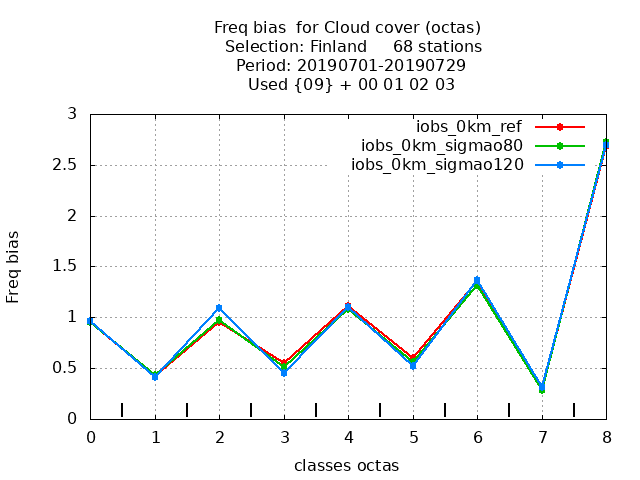 Freq bias  for Cloud cover (octas)
Selection: Finland     68 stations
Period: 20190701-20190729
Used {09} + 00 01 02 03
iobs_0km_ref
iobs_0km_sigmao80
iobs_0km_sigmao120
3
2.5
2
1.5
1
0.5
0
Freq bias
0 1 2 3 4 5 6 7 8
classes octas